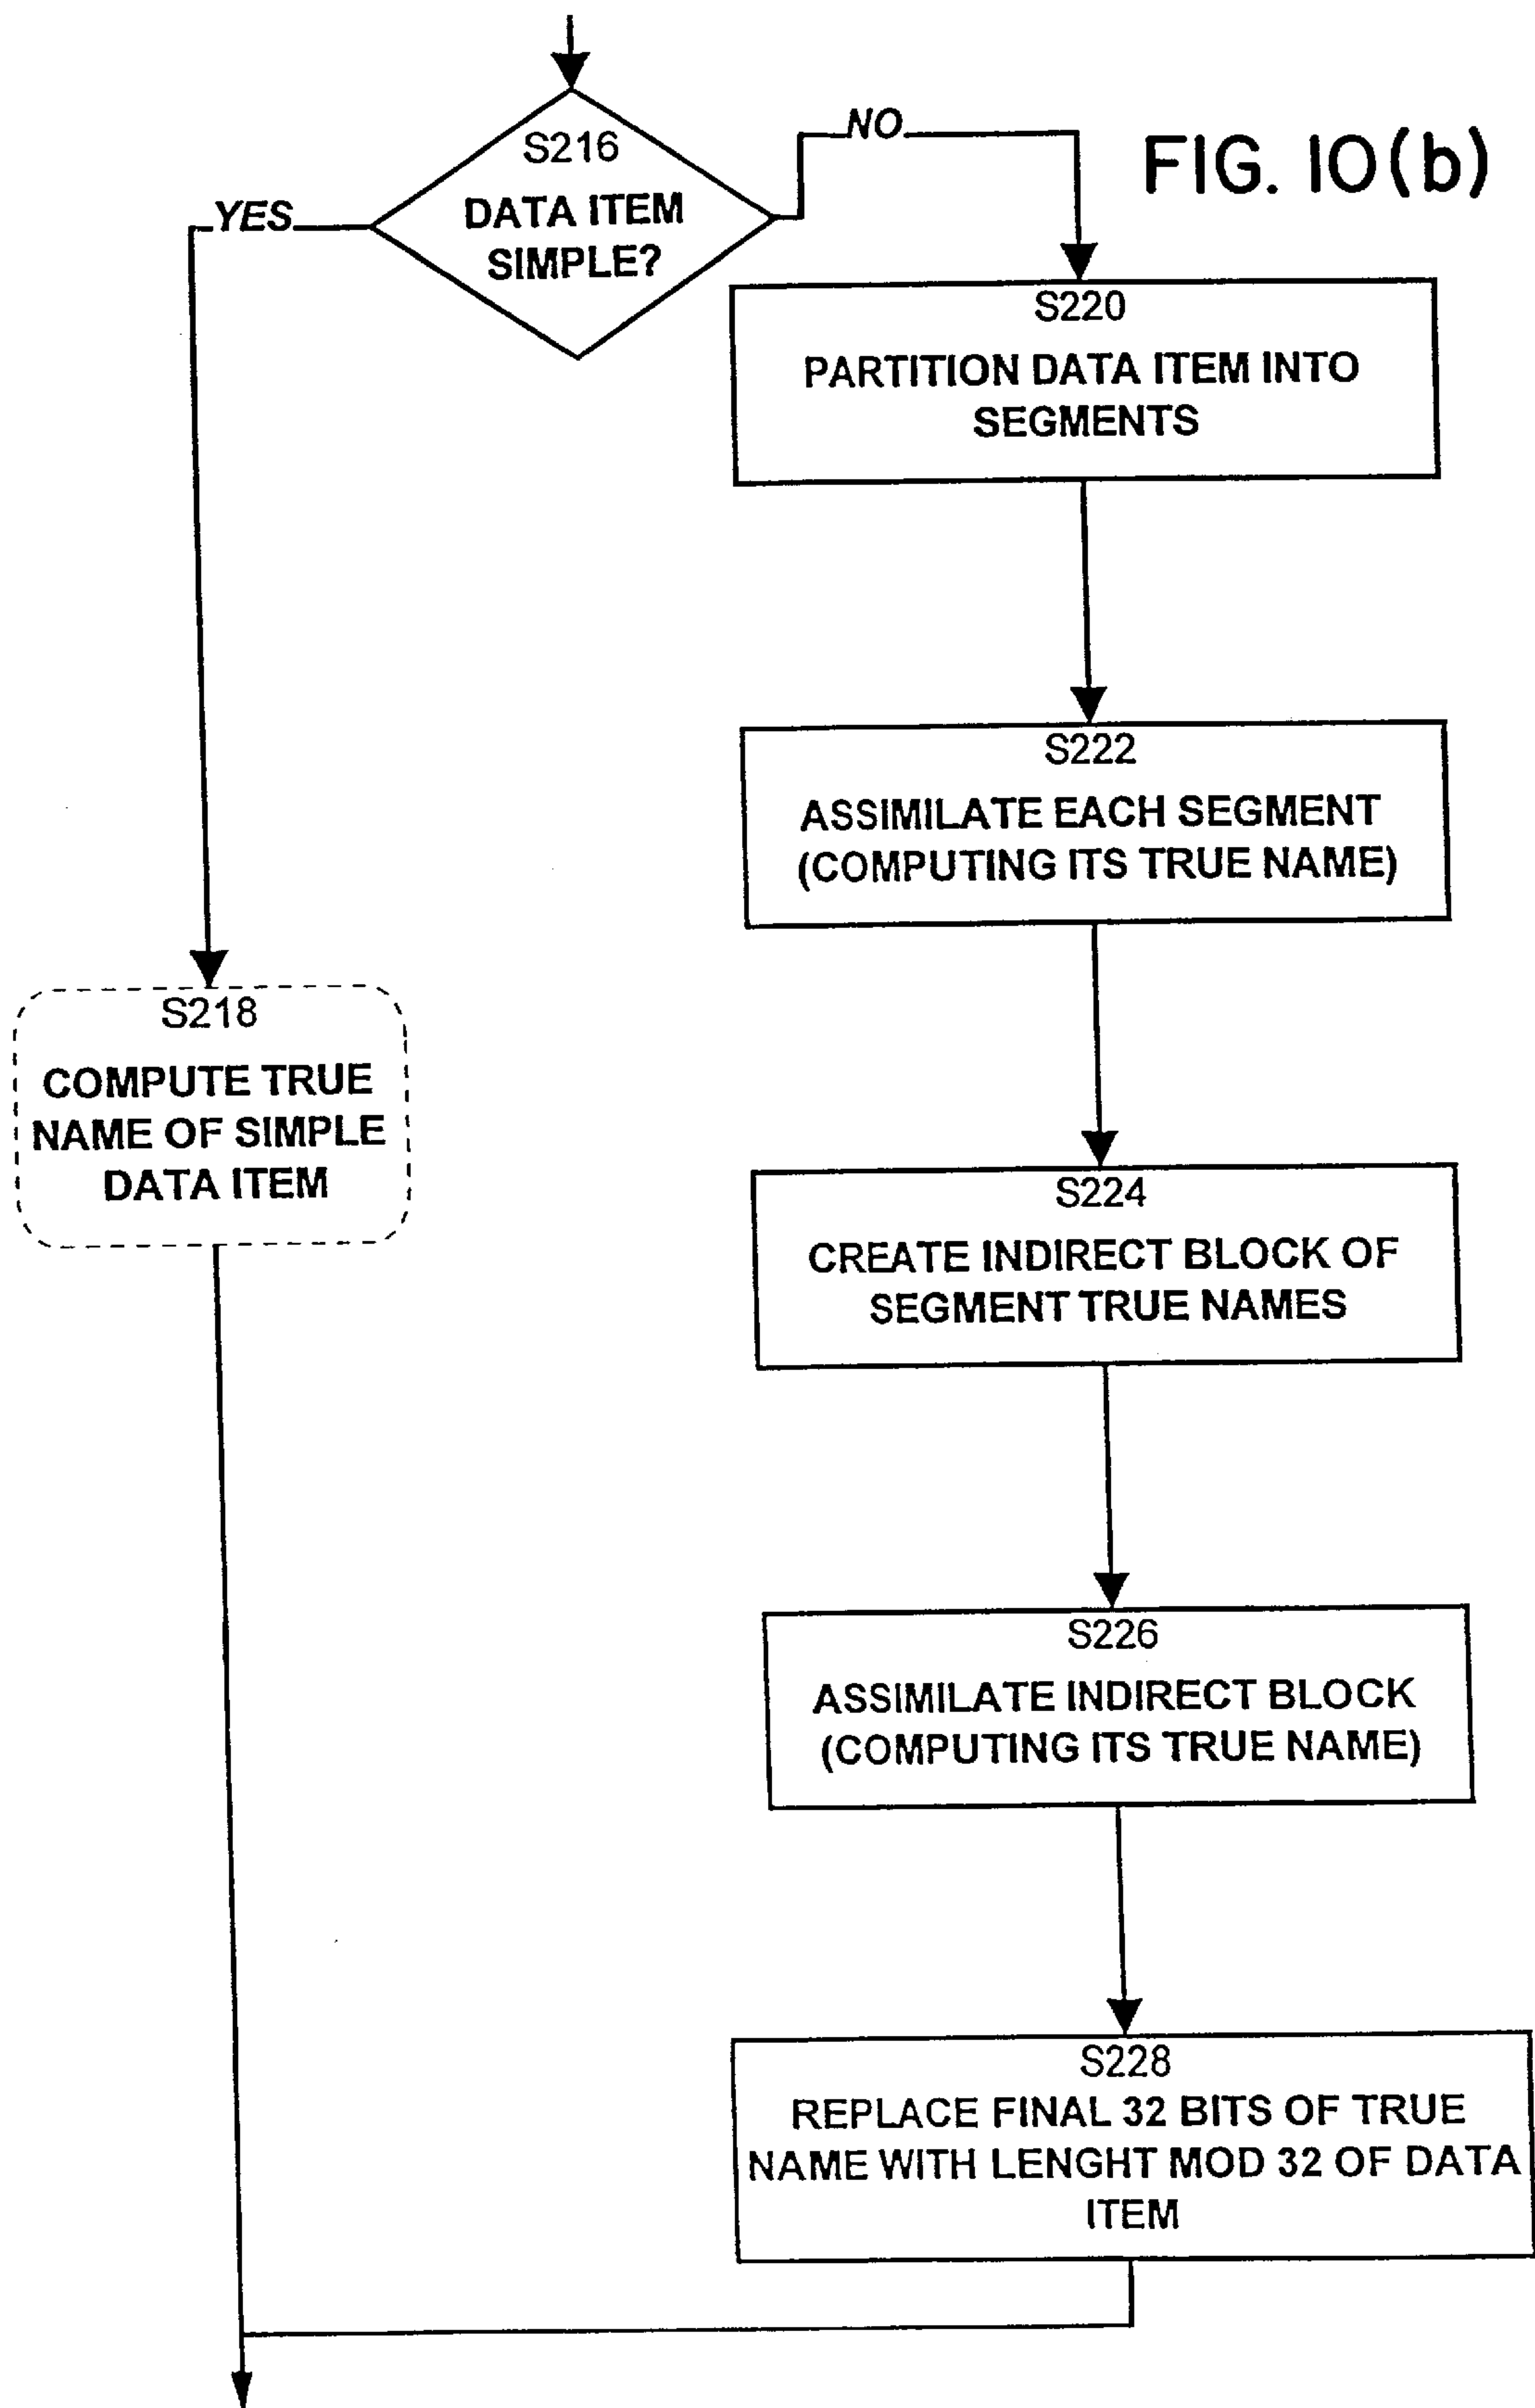 FIG. 10(b)
S216
DATA ITEM
SIMPLE?
YES
NO
S220
PARTITION DATA ITEM INTO
SEGMENTS
S222
ASSIMILATE EACH SEGMENT
(COMPUTING ITS TRUE NAME)
S218
COMPUTE TRUE
NAME OF SIMPLE
DATA ITEM
S224
CREATE INDIRECT BLOCK OF
SEGMENT TRUE NAMES
S226
ASSIMILATE INDIRECT BLOCK
(COMPUTING ITS TRUE NAME)
S228
REPLACE FINAL 32 BITS OF TRUE
NAME WITH LENGHT MOD 32 OF DATA
ITEM